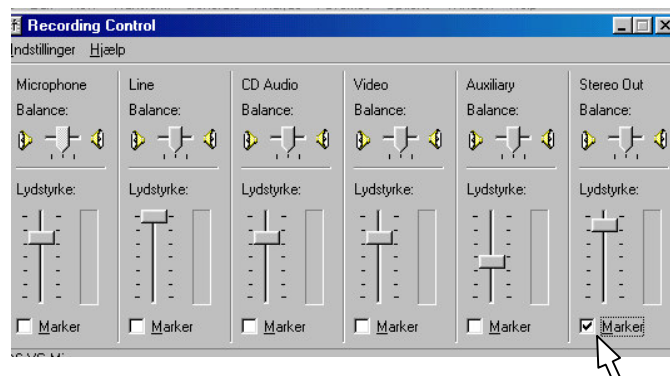 Recording Control
Indstillinger Hjælp
Microphone Line CD Audio Video Auxiliary Stereo Out
Balance: Balance: Balance: Balance: Balance: Balance:
Lydstyrke: Lydstyrke: Lydstyrke: Lydstyrke: Lydstyrke: Lydstyrke:
Marker Marker Marker Marker Marker Marker